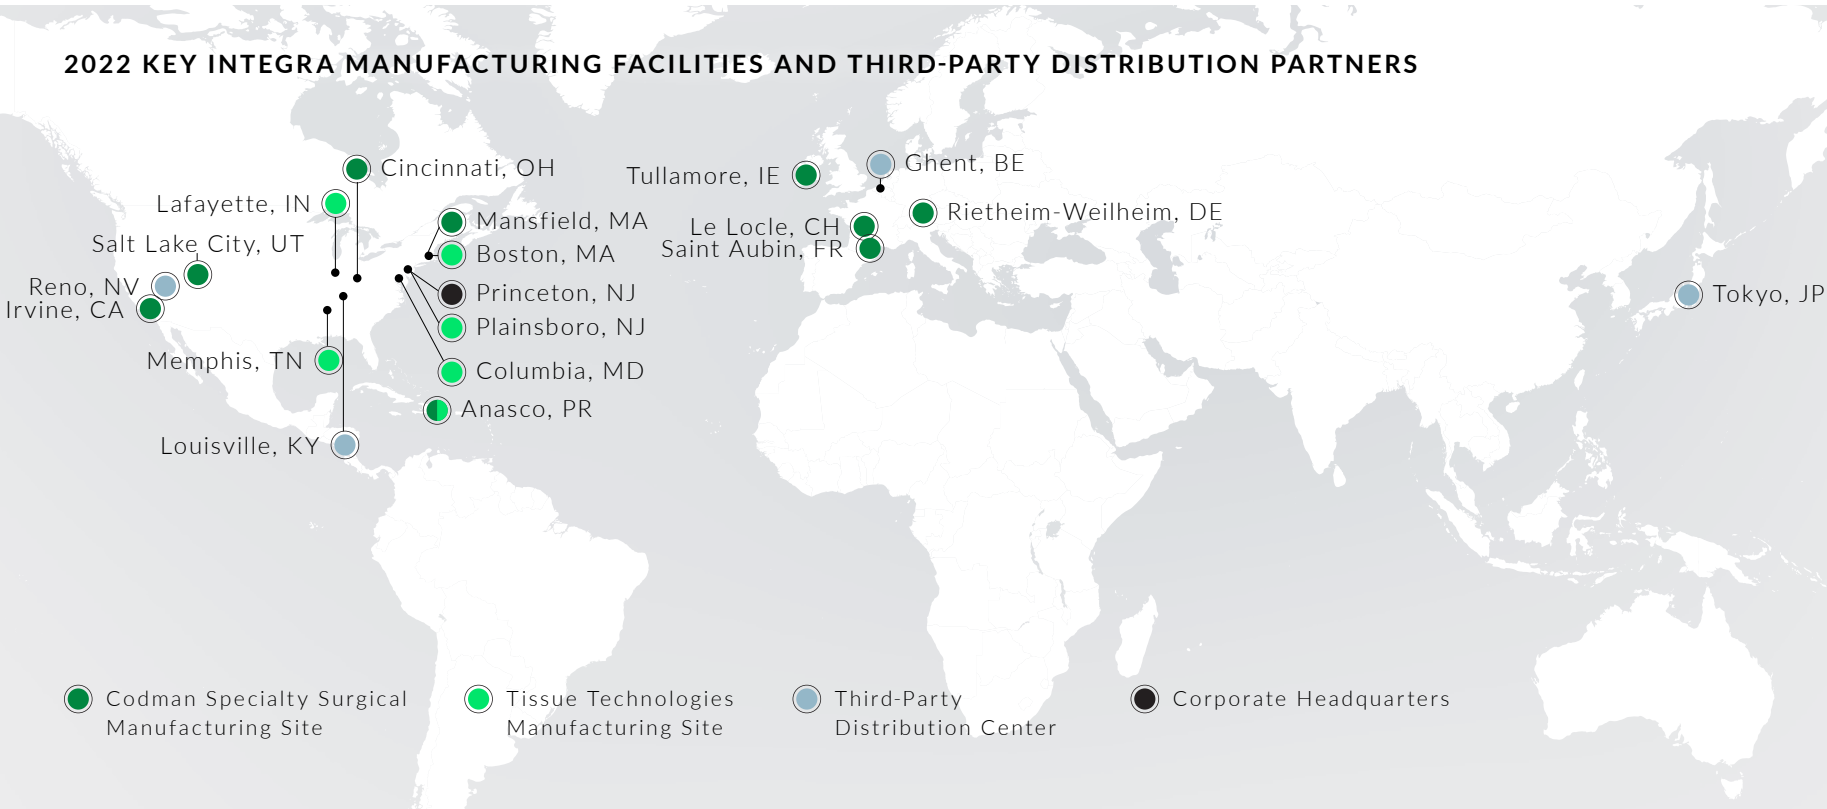 2022 KEY INTEGRA MANUFACTURING FACILITIES AND THIRD-PARTY DISTRIBUTION PARTNERS
Cincinnati, OH
Lafayette, IN
Salt Lake City, UT
Reno, NV
Irvine, CA
Memphis, TN
Louisville, KY
Mansfield, MA
Boston, MA
Princeton, NJ
Plainsboro, NJ
Columbia, MD
Anasco, PR
Tullamore, IE
Ghent, BE
Le Locle, CH
Rietheim-Weilheim, DE
Saint Aubin, FR
Tokyo, JP
Codman Specialty Surgical
Manufacturing Site
Tissue Technologies
Manufacturing Site
Third-Party
Distribution Center
Corporate Headquarters